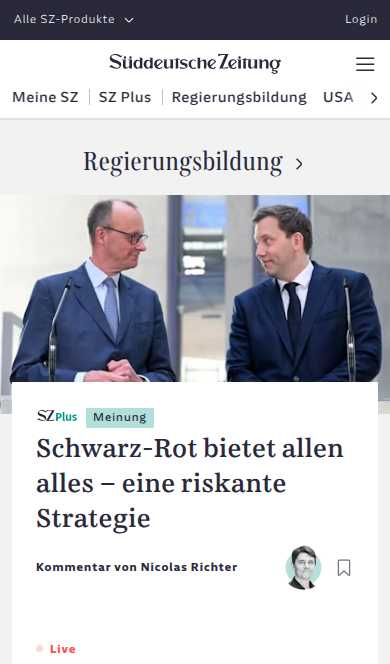 Alle SZ-Produkte
Login
Süddeutsche Zeitung
Meine SZ
SZ Plus
Regierungsbildung
USA
Regierungsbildung
SZ Plus
Meinung
Schwarz-Rot bietet allen
alles – eine riskante
Strategie
Kommentar von Nicolas Richter
Live